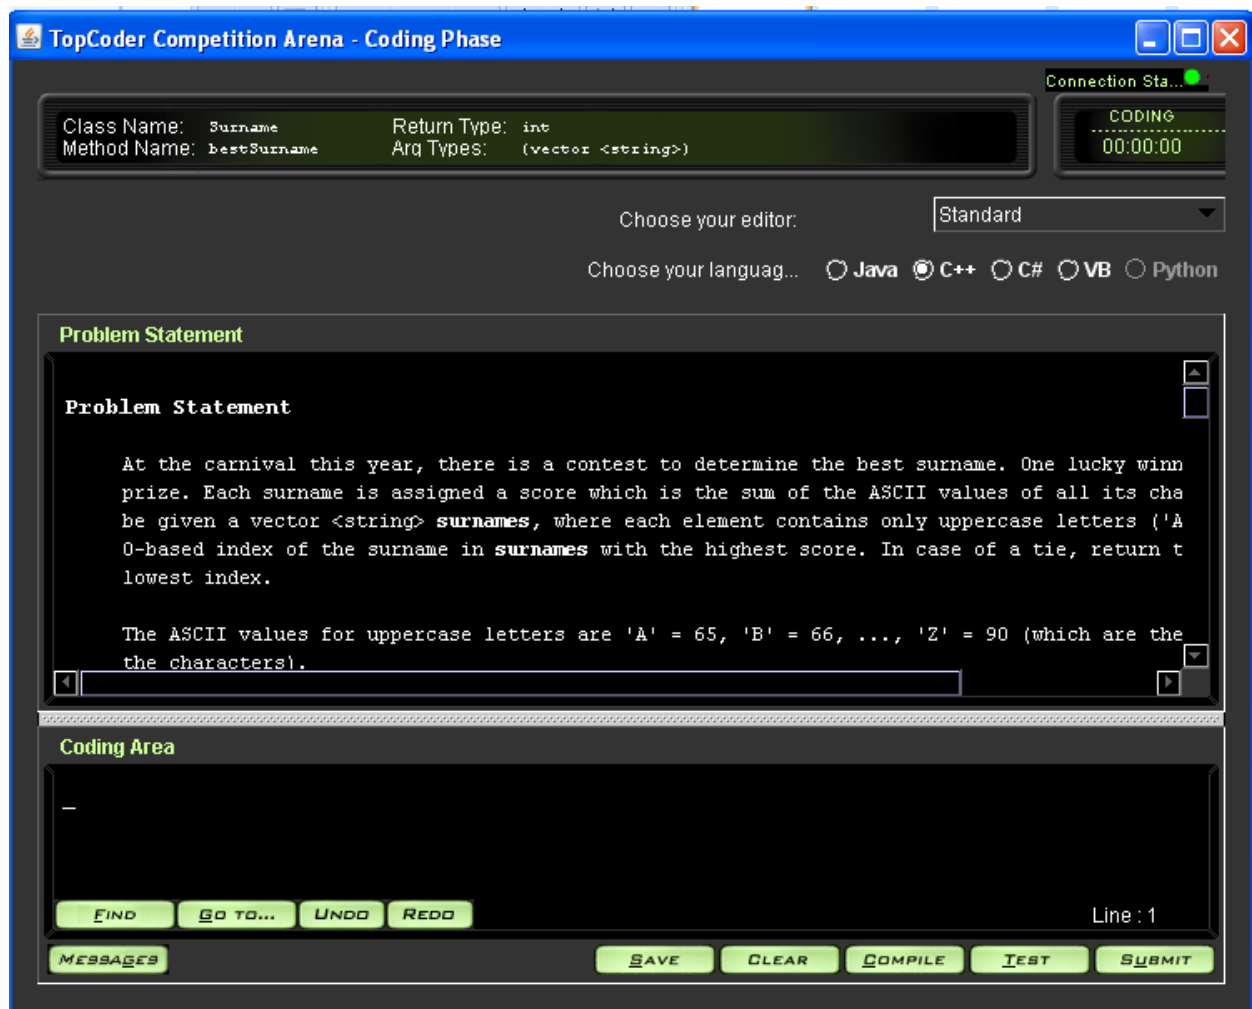 TopCoder Competition Arena - Coding Phase
Connection Sta...
Class Name: Surname Return Type: int
Method Name: bestSurname Arg Types: (vector <string>)
CODING
00:00:00
Choose your editor: Standard
Choose your languag... Java C++ C# VB Python
Problem Statement
Problem Statement
At the carnival this year, there is a contest to determine the best surname. One lucky winn
prize. Each surname is assigned a score which is the sum of the ASCII values of all its cha
be given a vector <string> surnames, where each element contains only uppercase letters ('A
0-based index of the surname in surnames with the highest score. In case of a tie, return t
lowest index.
The ASCII values for uppercase letters are 'A' = 65, 'B' = 66, ..., 'Z' = 90 (which are the
the characters).
Coding Area
FIND GO TO... UNDO REDO Line : 1
MESSAGES SAVE CLEAR COMPILE TEST SUBMIT